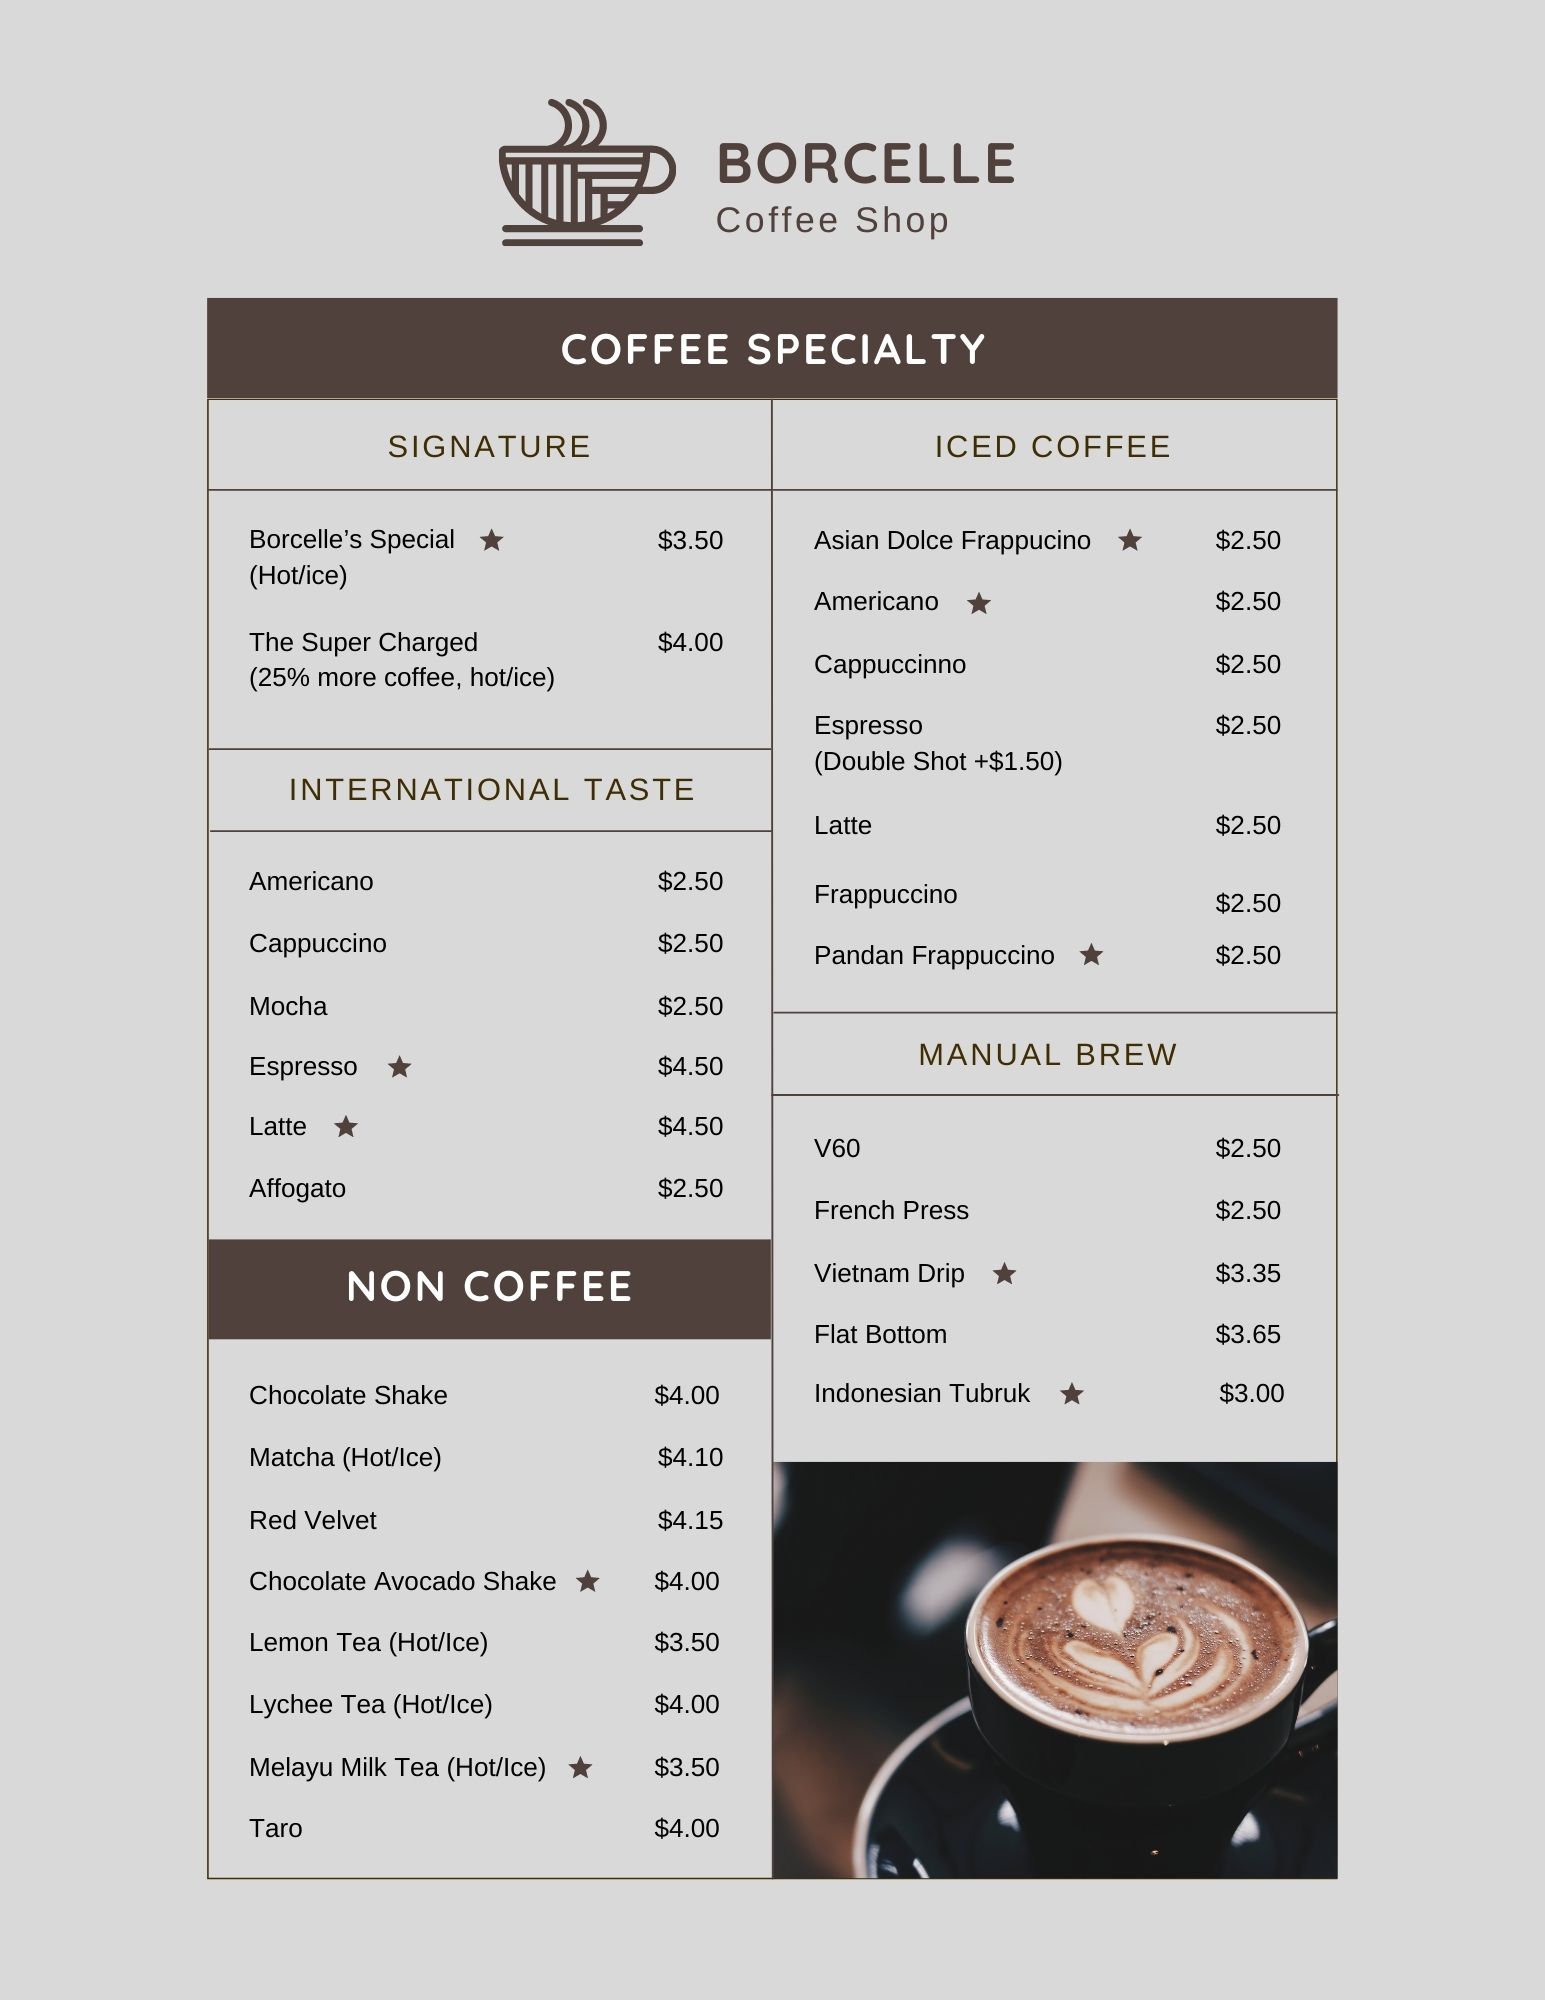 BORCELLE
Coffee Shop
COFFEE SPECIALTY
SIGNATURE
Borcelle’s Special ★ $3.50
(Hot/ice)
The Super Charged $4.00
(25% more coffee, hot/ice)
INTERNATIONAL TASTE
Americano $2.50
Cappuccino $2.50
Mocha $2.50
Espresso ★ $4.50
Latte ★ $4.50
Affogato $2.50
NON COFFEE
Chocolate Shake $4.00
Matcha (Hot/Ice) $4.10
Red Velvet $4.15
Chocolate Avocado Shake ★ $4.00
Lemon Tea (Hot/Ice) $3.50
Lychee Tea (Hot/Ice) $4.00
Melayu Milk Tea (Hot/Ice) ★ $3.50
Taro $4.00
ICED COFFEE
Asian Dolce Frappucino ★ $2.50
Americano ★ $2.50
Cappuccinno $2.50
Espresso $2.50
(Double Shot +$1.50)
Latte $2.50
Frappuccino $2.50
Pandan Frappuccino ★ $2.50
MANUAL BREW
V60 $2.50
French Press $2.50
Vietnam Drip ★ $3.35
Flat Bottom $3.65
Indonesian Tubruk ★ $3.00